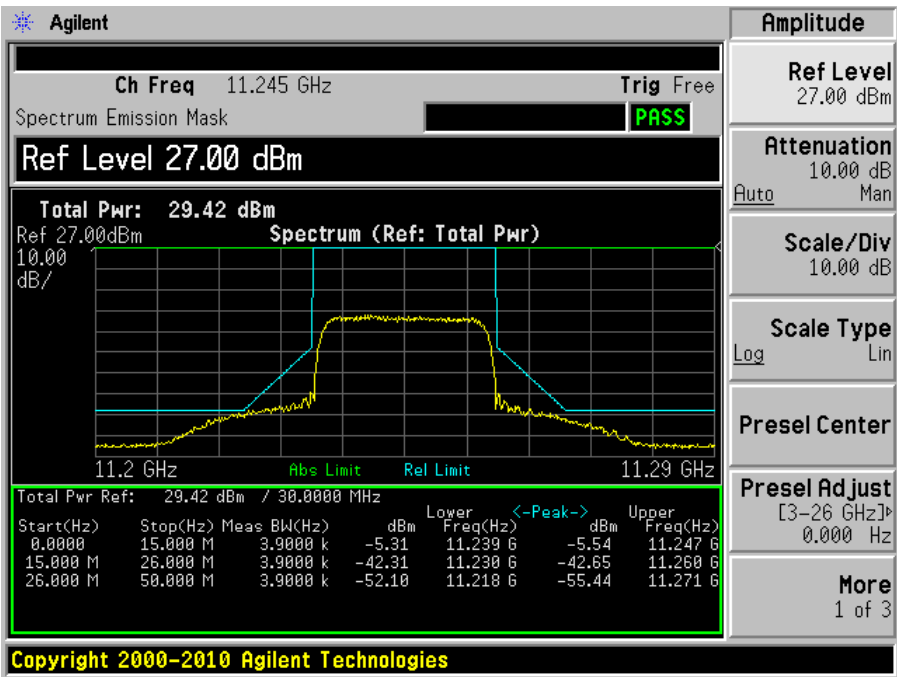 Agilent
Ch Freq 11.245 GHz Trig Free
Spectrum Emission Mask PASS
Ref Level 27.00 dBm
Total Pwr: 29.42 dBm
Ref 27.00dBm Spectrum (Ref: Total Pwr)
10.00
dB/
11.2 GHz Abs Limit Rel Limit 11.29 GHz
Total Pwr Ref: 29.42 dBm / 30.0000 MHz
Lower <-Peak-> Upper
Start(Hz) Stop(Hz) Meas BW(Hz) dBm Freq(Hz) dBm Freq(Hz)
0.0000 15.000 M 3.9000 k -5.31 11.239 G -5.54 11.247 G
15.000 M 26.000 M 3.9000 k -42.31 11.230 G -42.65 11.260 G
26.000 M 50.000 M 3.9000 k -52.10 11.218 G -55.44 11.271 G
Copyright 2000-2010 Agilent Technologies
Amplitude
Ref Level
27.00 dBm
Attenuation
10.00 dB
Auto Man
Scale/Div
10.00 dB
Scale Type
Log Lin
Presel Center
Presel Adjust
[3-26 GHz]
0.000 Hz
More
1 of 3